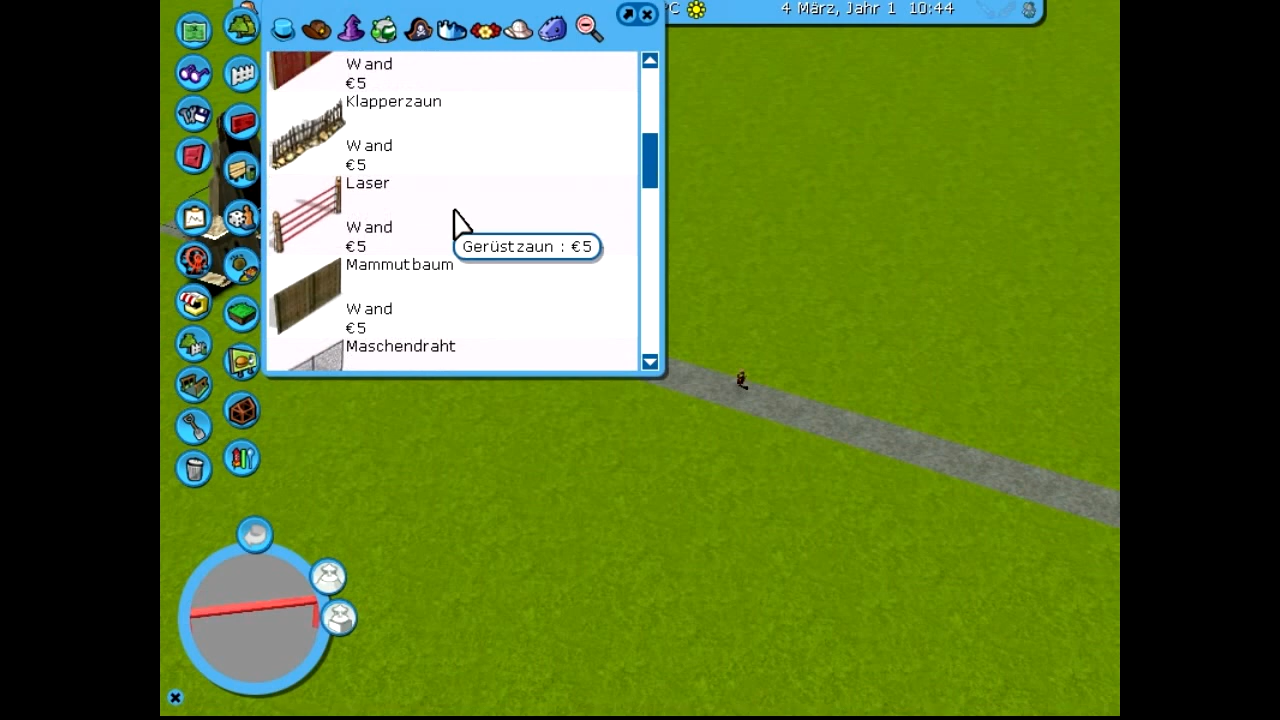 °C 4 März, Jahr 1 10:44
Wand
€5
Klapperzaun
Wand
€5
Laser
Wand
€5
Gerüstzaun : €5
Mammutbaum
Wand
€5
Maschendraht